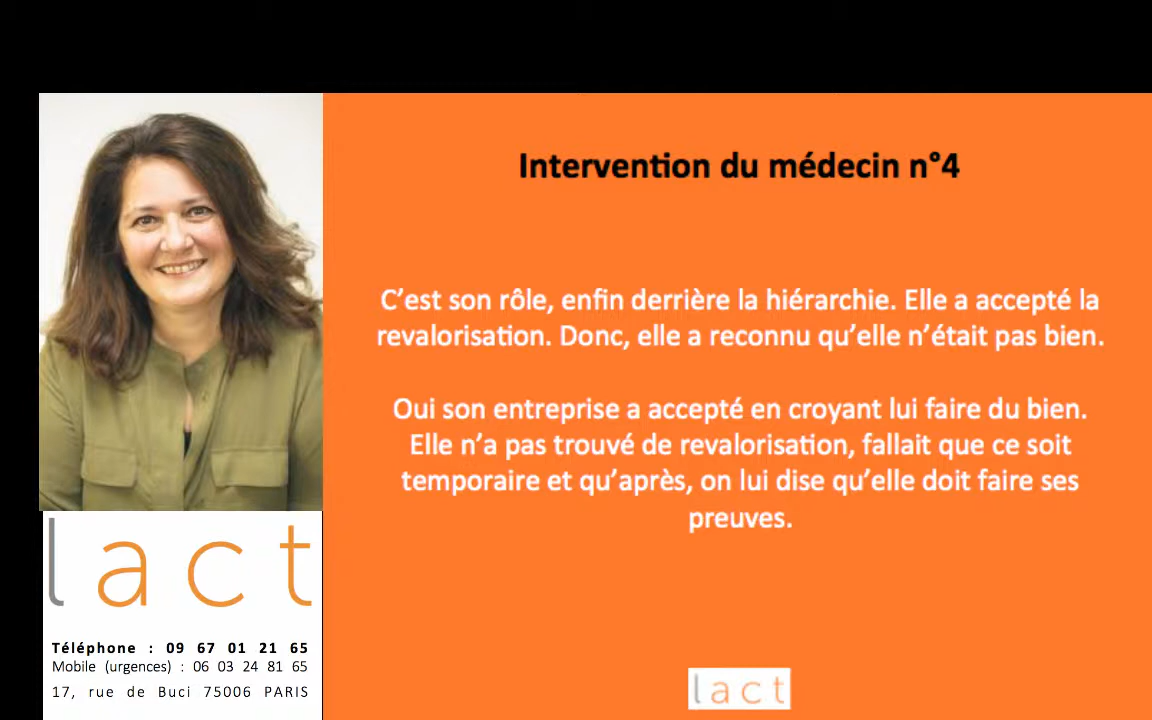 Intervention du médecin n°4
C’est son rôle, enfin derrière la hiérarchie. Elle a accepté la
revalorisation. Donc, elle a reconnu qu’elle n’était pas bien.
Oui son entreprise a accepté en croyant lui faire du bien.
Elle n’a pas trouvé de revalorisation, fallait que ce soit
temporaire et qu’après, on lui dise qu’elle doit faire ses
preuves.
lact
Téléphone : 09 67 01 21 65
Mobile (urgences) : 06 03 24 81 65
17, rue de Buci 75006 PARIS
lact